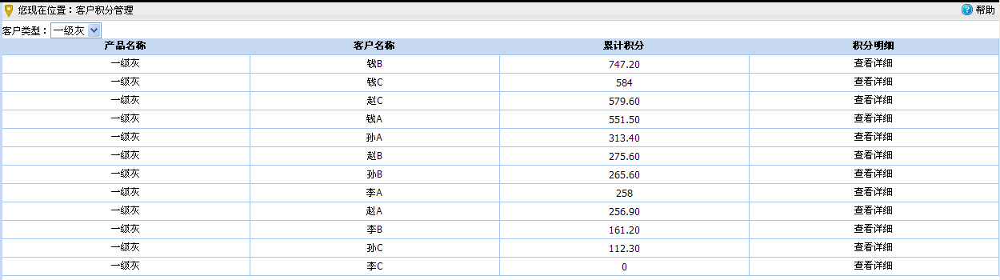 您现在位置：客户积分管理 帮助
客户类型：一级灰
产品名称 客户名称 累计积分 积分明细
一级灰 钱B 747.20 查看详细
一级灰 钱C 584 查看详细
一级灰 赵C 579.60 查看详细
一级灰 钱A 551.50 查看详细
一级灰 孙A 313.40 查看详细
一级灰 赵B 275.60 查看详细
一级灰 孙B 265.60 查看详细
一级灰 李A 258 查看详细
一级灰 赵A 256.90 查看详细
一级灰 李B 161.20 查看详细
一级灰 孙C 112.30 查看详细
一级灰 李C 0 查看详细